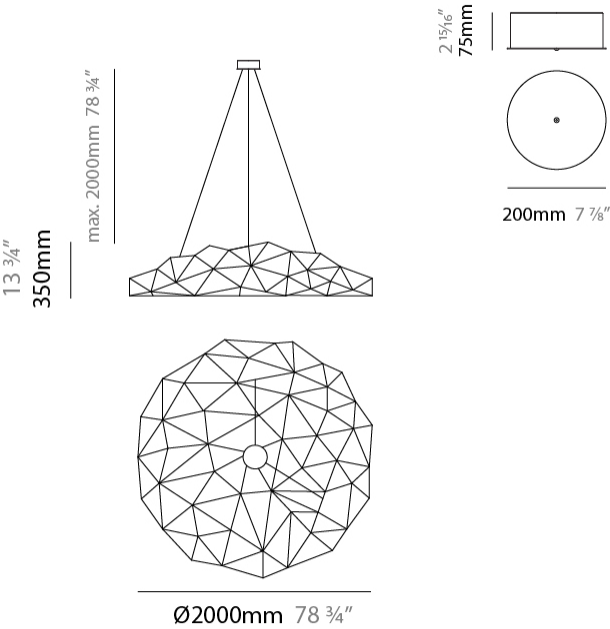 2 15/16"
75mm
200mm 7 7/8"
max. 2000mm 78 3/4"
13 3/4"
350mm
Ø2000mm 78 3/4"